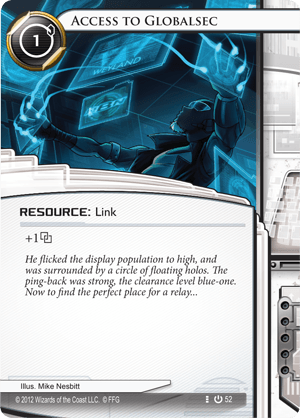 1
ACCESS TO GLOBALSEC
WEYLAND
RESOURCE: Link
+1
He flicked the display population to high, and
was surrounded by a circle of floating holos. The
ping-back was strong, the clearance level blue-one.
Now to find the perfect place for a relay...
Illus. Mike Nesbitt
© 2012 Wizards of the Coast LLC. © FFG
52